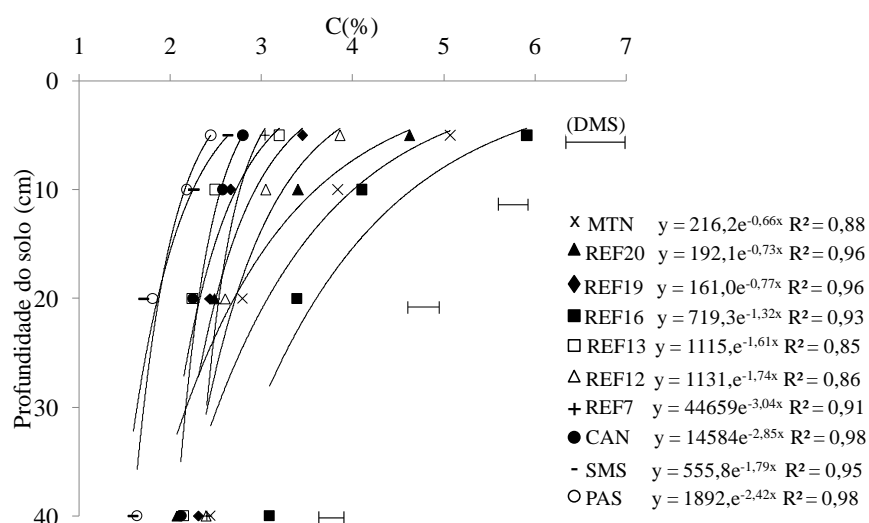 C(%)
1 2 3 4 5 6 7
0
10
20
30
40
Profundidade do solo (cm)
(DMS)
MTN y = 216,2e-0,66x R² = 0,88
REF20 y = 192,1e-0,73x R² = 0,96
REF19 y = 161,0e-0,77x R² = 0,96
REF16 y = 719,3e-1,32x R² = 0,93
REF13 y = 1115,e-1,61x R² = 0,85
REF12 y = 1131,e-1,74x R² = 0,86
REF7 y = 44659e-3,04x R² = 0,91
CAN y = 14584e-2,85x R² = 0,98
SMS y = 555,8e-1,79x R² = 0,95
PAS y = 1892,e-2,42x R² = 0,98